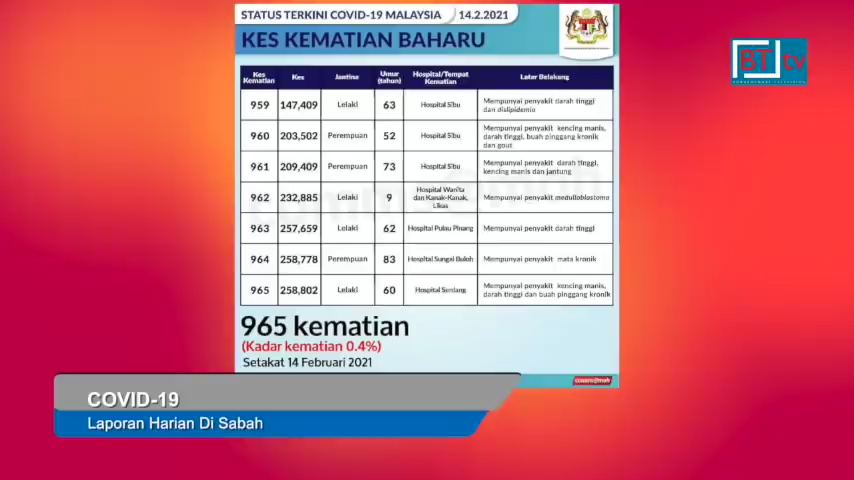 STATUS TERKINI COVID-19 MALAYSIA 14.2.2021
KES KEMATIAN BAHARU
BT tv
Kes Kematian Kes Jantina Umur (tahun) Hospital/Tempat Kematian Latar Belakang
959 147,409 Lelaki 63 Hospital Sibu Mempunyai penyakit darah tinggi dan dislipidemia
960 203,502 Perempuan 52 Hospital Sibu Mempunyai penyakit kencing manis, darah tinggi, buah pinggang kronik dan gout
961 209,409 Perempuan 73 Hospital Sibu Mempunyai penyakit darah tinggi, kencing manis dan jantung
962 232,885 Lelaki 9 Hospital Wanita dan Kanak-Kanak, Likas Mempunyai penyakit medulloblastoma
963 257,659 Lelaki 62 Hospital Pulau Pinang Mempunyai penyakit darah tinggi
964 258,778 Perempuan 83 Hospital Sungai Buloh Mempunyai penyakit mata kronik
965 258,802 Lelaki 60 Hospital Serdang Mempunyai penyakit kencing manis, darah tinggi dan buah pinggang kronik
965 kematian
(Kadar kematian 0.4%)
Setakat 14 Februari 2021
comms@moh
COVID-19
Laporan Harian Di Sabah